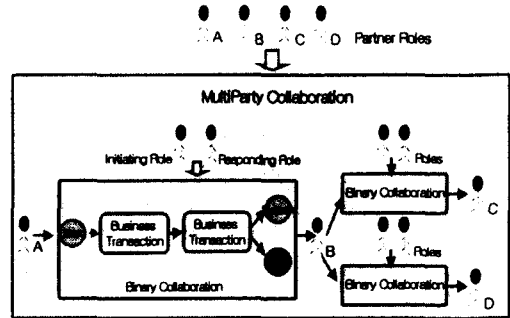 A B C D Partner Roles
MultiParty Collaboration
Initiating Role Responding Role
Roles
Binary Collaboration
C
A
Business Transaction
Business Transaction
B
Roles
Binary Collaboration
Binary Collaboration
D